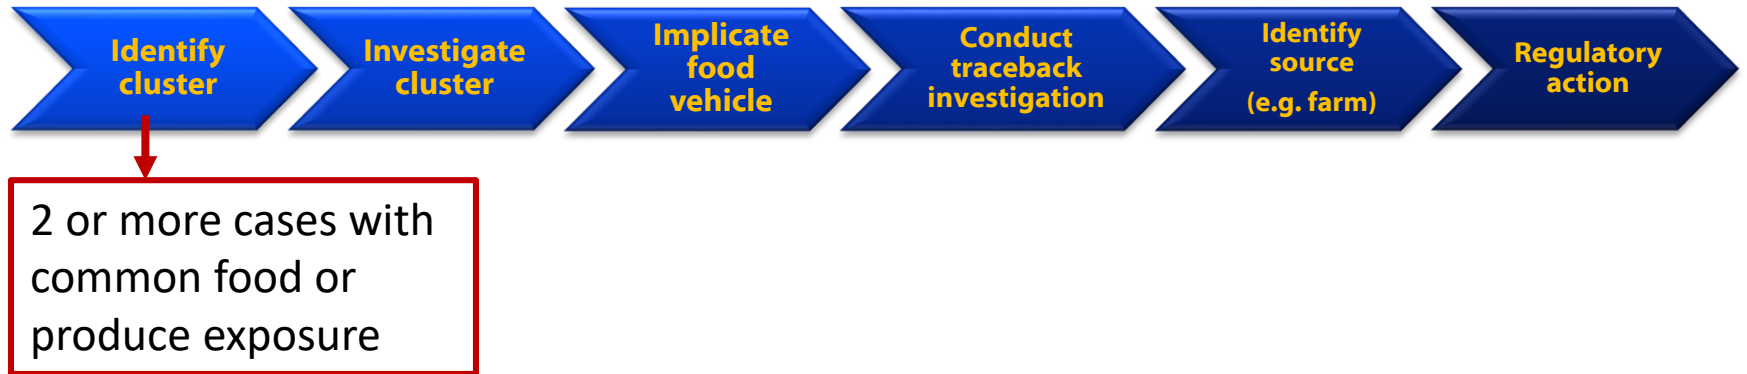 Identify
cluster
Investigate
cluster
Implicate
food
vehicle
Conduct
traceback
investigation
Identify
source
(e.g. farm)
Regulatory
action
2 or more cases with
common food or
produce exposure